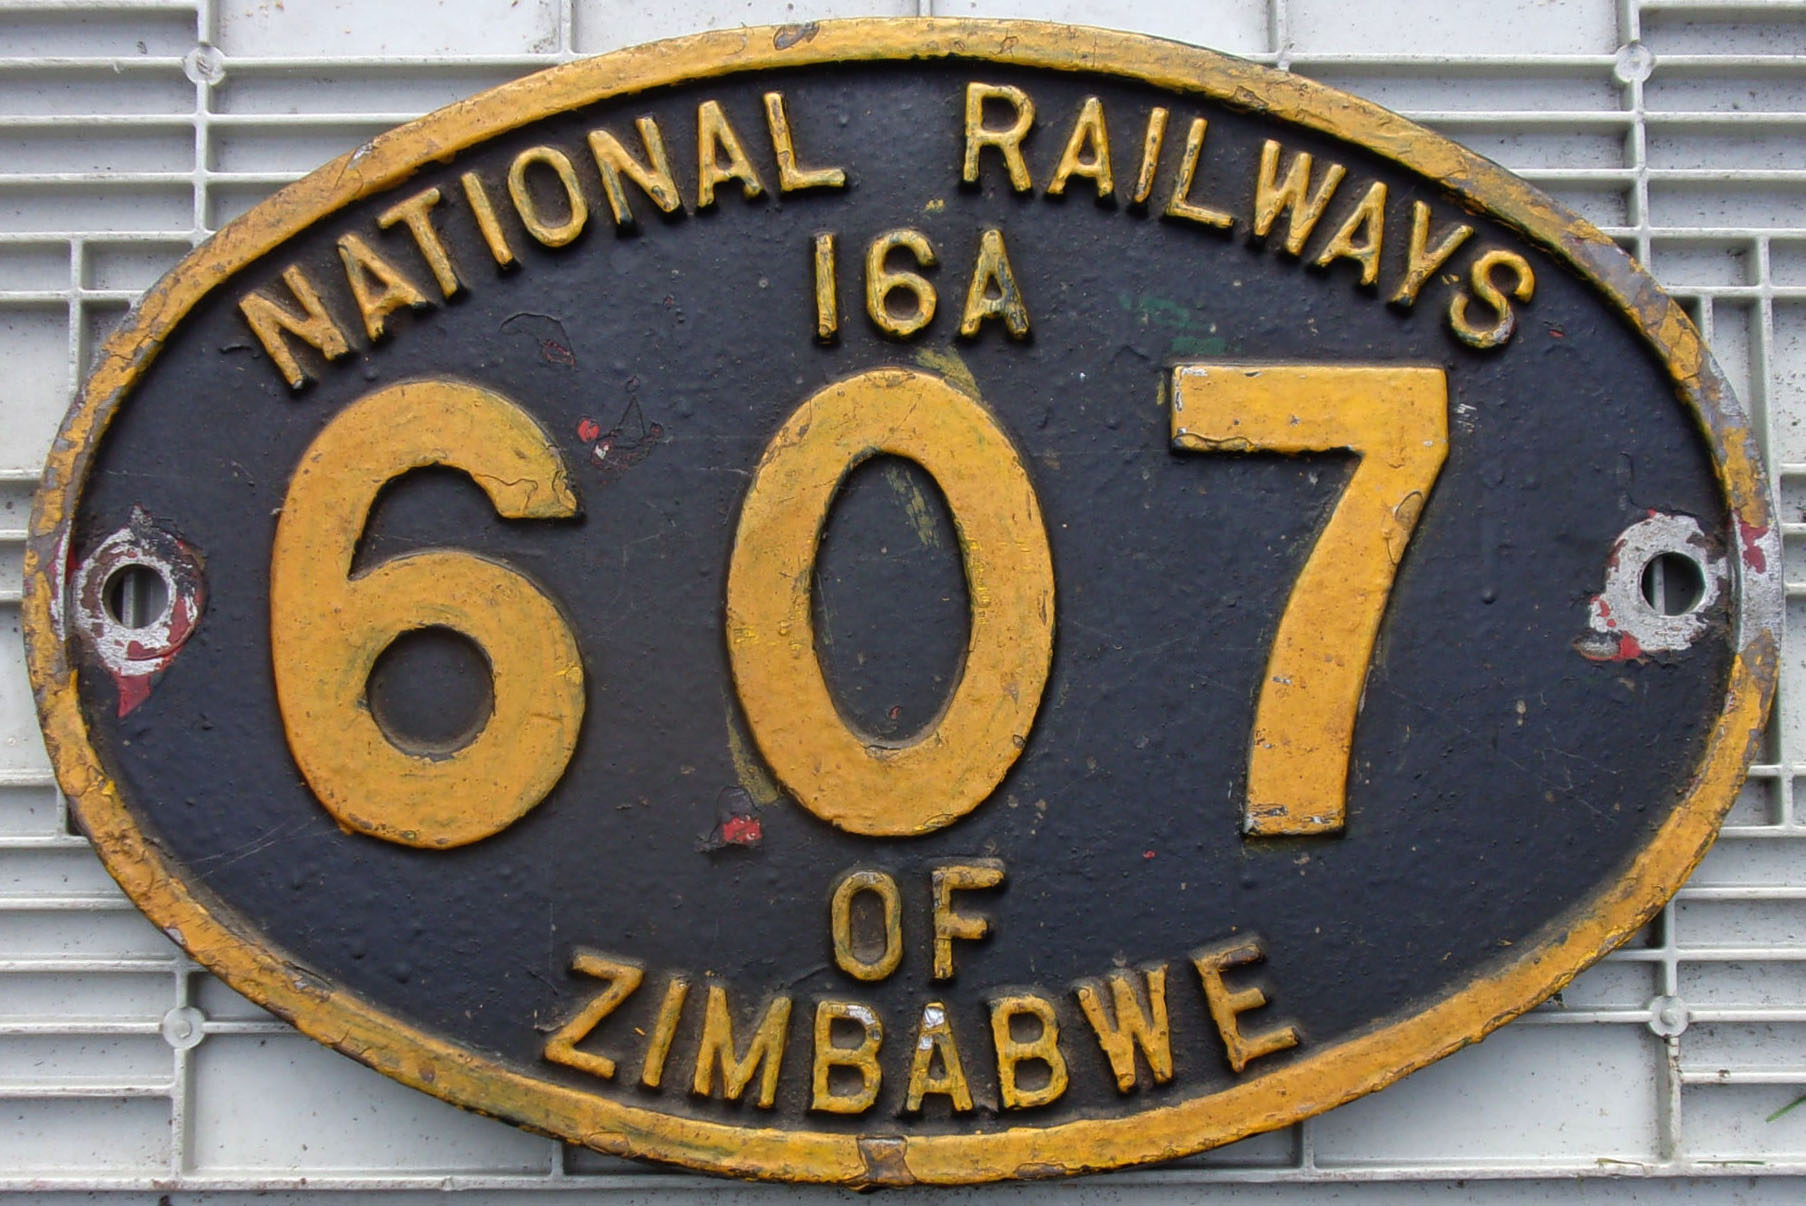 NATIONAL RAILWAYS
16A
607
OF
ZIMBABWE